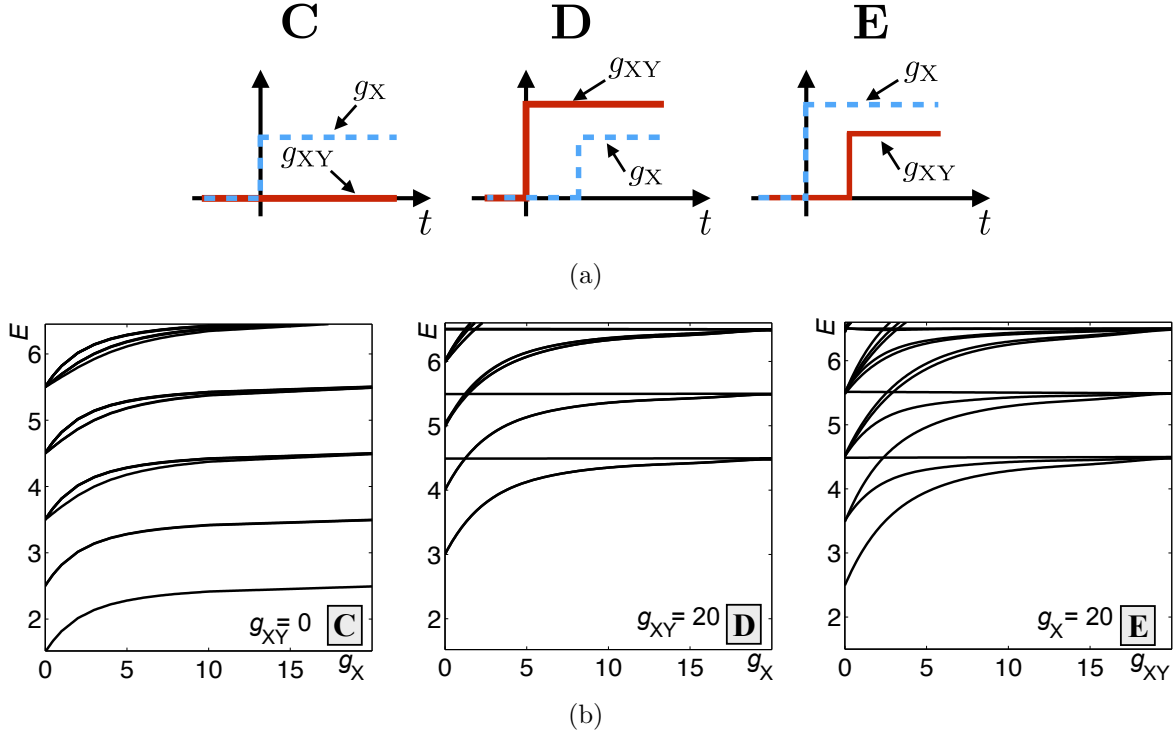 C D E
g_X g_XY t
g_XY g_X t
g_X g_XY t
(a)
E 6 5 4 3 2 0 5 10 15 g_X g_XY = 0 C
E 6 5 4 3 2 0 5 10 15 g_X g_XY = 20 D
E 6 5 4 3 2 0 5 10 15 g_XY g_X = 20 E
(b)